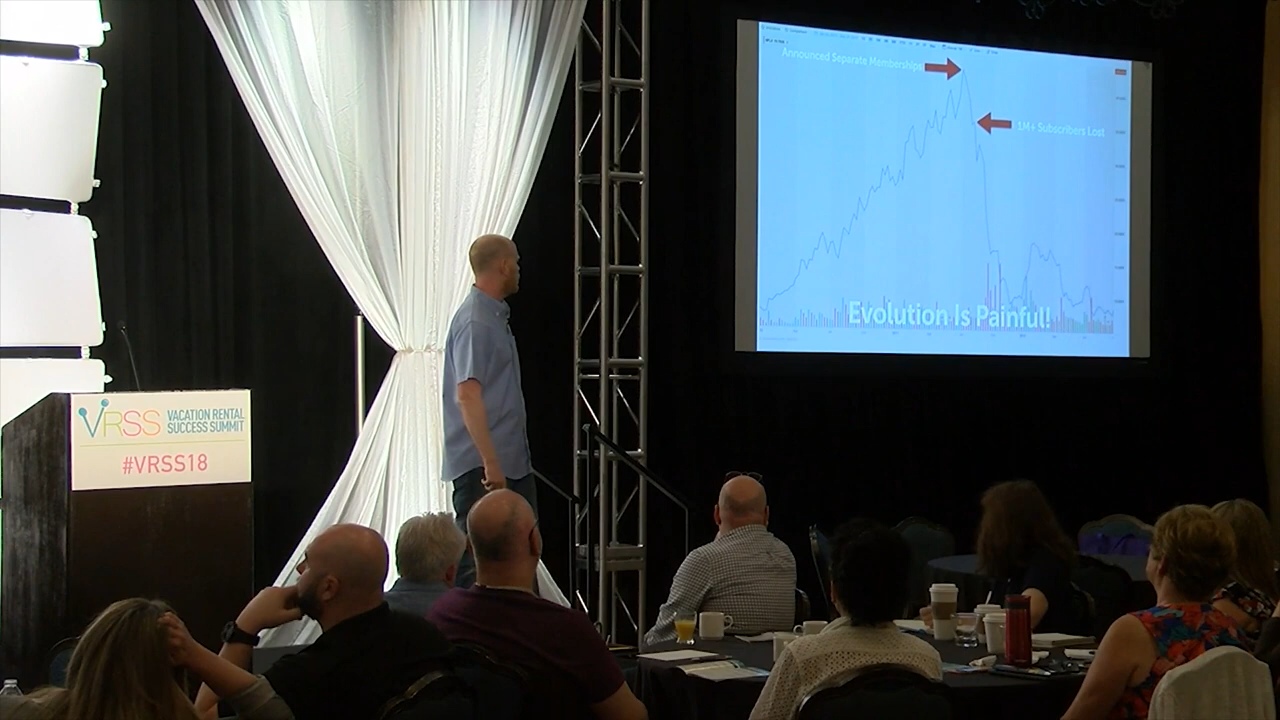 Announced Separate Memberships
1M+ Subscribers Lost
Evolution Is Painful!
VRSS
VACATION RENTAL
SUCCESS SUMMIT
#VRSS18